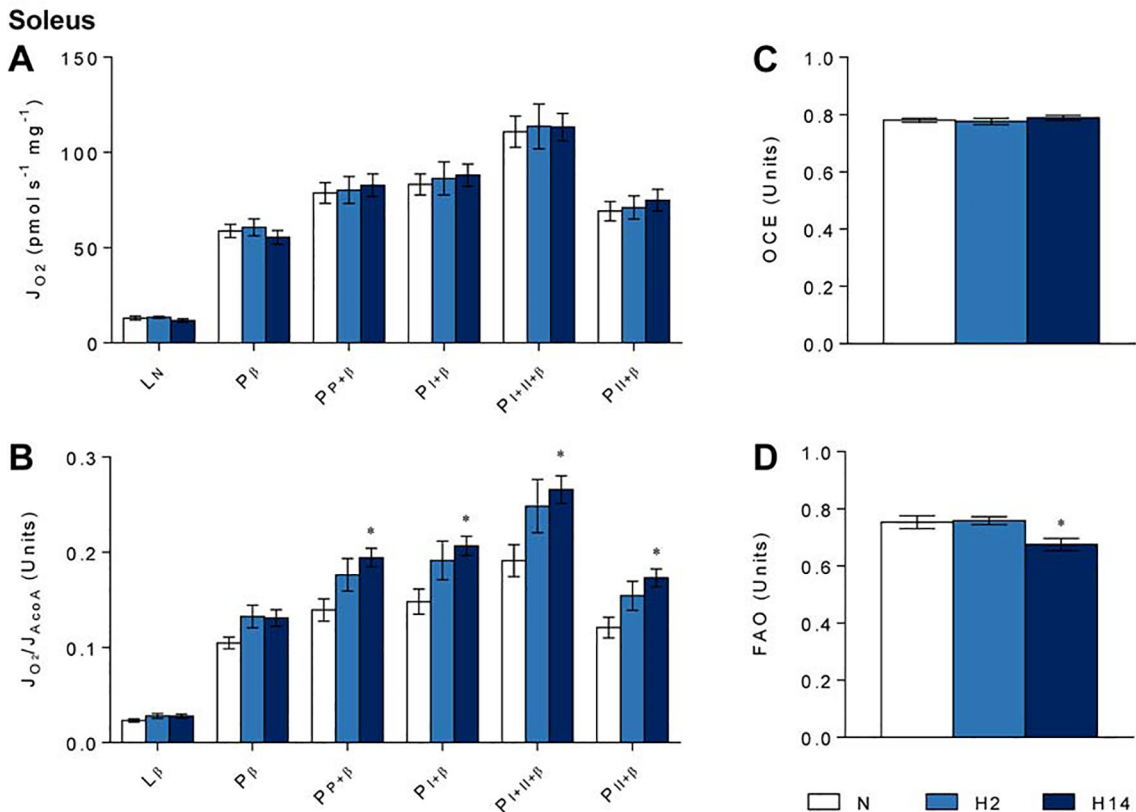 Soleus
A
J O2 (pmol s⁻¹ mg⁻¹)
150
100
50
0
LN
Pβ
PP+β
PI+β
PI+II+β
PII+β
C
OCE (Units)
1.0
0.8
0.6
0.4
0.2
0.0
B
JO2/JAcoA (Units)
0.3
0.2
0.1
0.0
*
*
*
*
Lβ
Pβ
PP+β
PI+β
PI+II+β
PII+β
D
FAO (Units)
1.0
0.8
0.6
0.4
0.2
0.0
*
N H2 H14